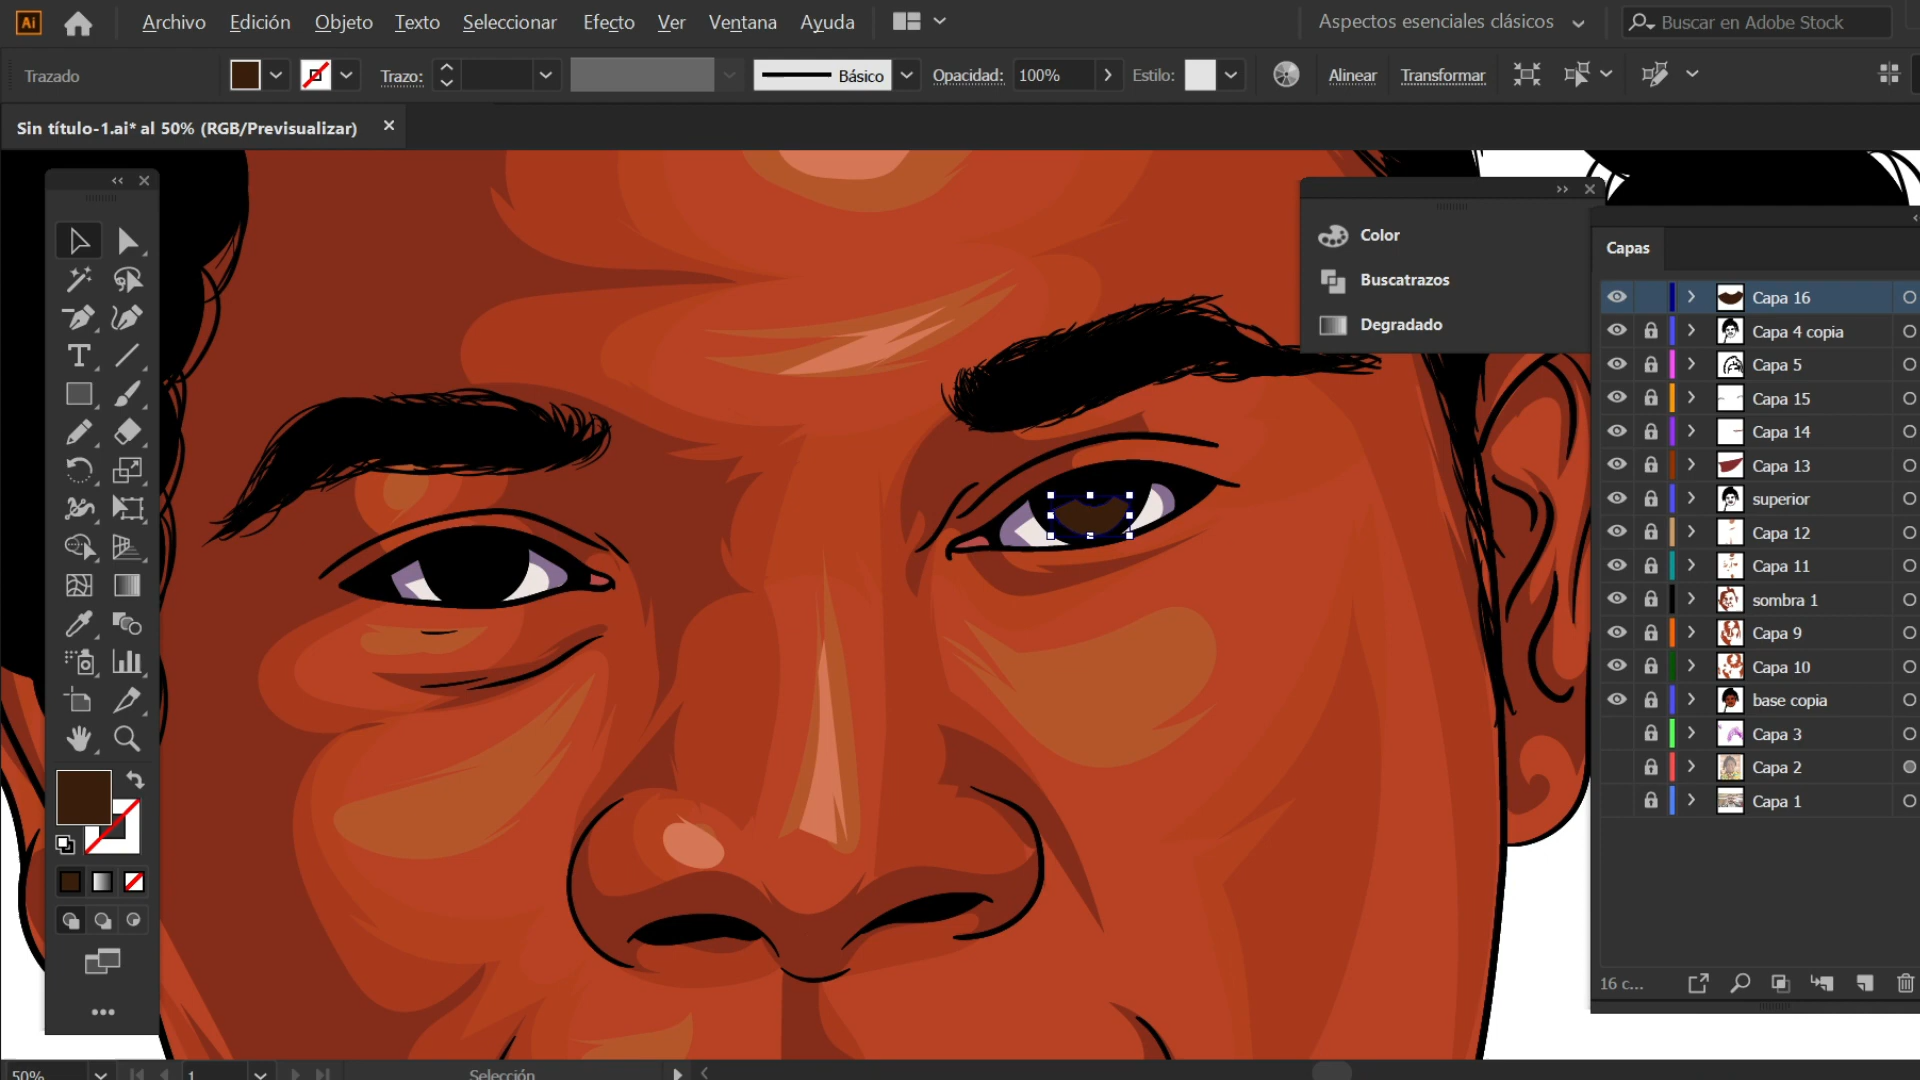 Ai Archivo Edición Objeto Texto Seleccionar Efecto Ver Ventana Ayuda Aspectos esenciales clásicos Buscar en Adobe Stock
Trazado Trazo: Básico Opacidad: 100% Estilo: Alinear Transformar
Sin título-1.ai* al 50% (RGB/Previsualizar)
Color
Buscatrazos
Degradado
Capas
Capa 16
Capa 4 copia
Capa 5
Capa 15
Capa 14
Capa 13
superior
Capa 12
Capa 11
sombra 1
Capa 9
Capa 10
base copia
Capa 3
Capa 2
Capa 1
16 c...
50% 1 Selección